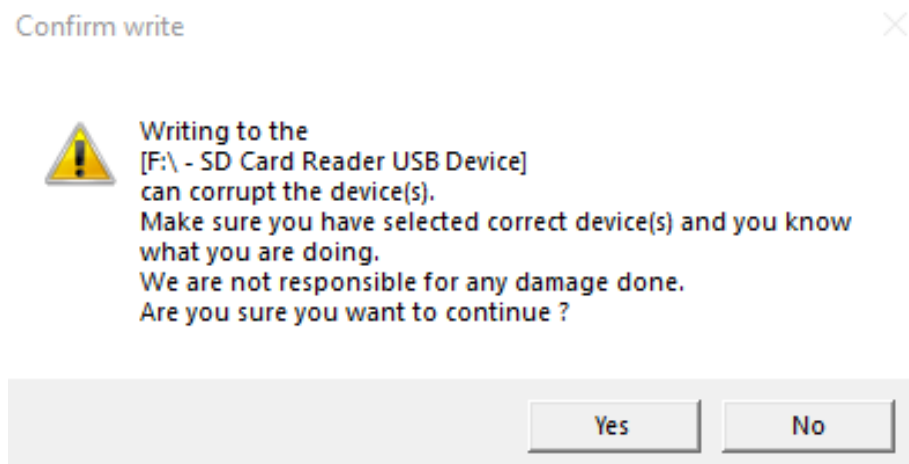 Confirm write
Writing to the
[F:\ - SD Card Reader USB Device]
can corrupt the device(s).
Make sure you have selected correct device(s) and you know
what you are doing.
We are not responsible for any damage done.
Are you sure you want to continue ?
Yes
No